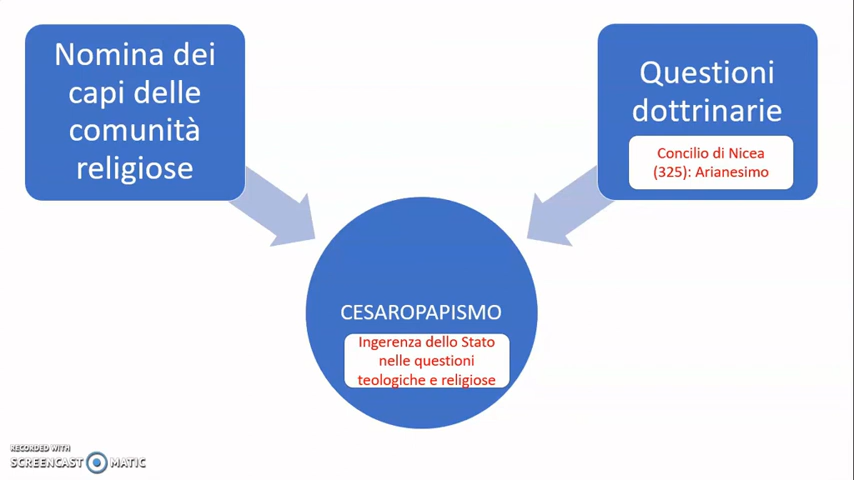 Nomina dei
capi delle
comunità
religiose
Questioni
dottrinarie
Concilio di Nicea
(325): Arianesimo
CESAROPAPISMO
Ingerenza dello Stato
nelle questioni
teologiche e religiose
RECORDED WITH
SCREENCAST MATIC